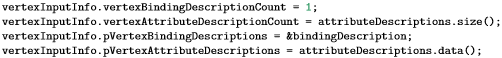 vertexInputInfo.vertexBindingDescriptionCount = 1;
vertexInputInfo.vertexAttributeDescriptionCount = attributeDescriptions.size();
vertexInputInfo.pVertexBindingDescriptions = &bindingDescription;
vertexInputInfo.pVertexAttributeDescriptions = attributeDescriptions.data();